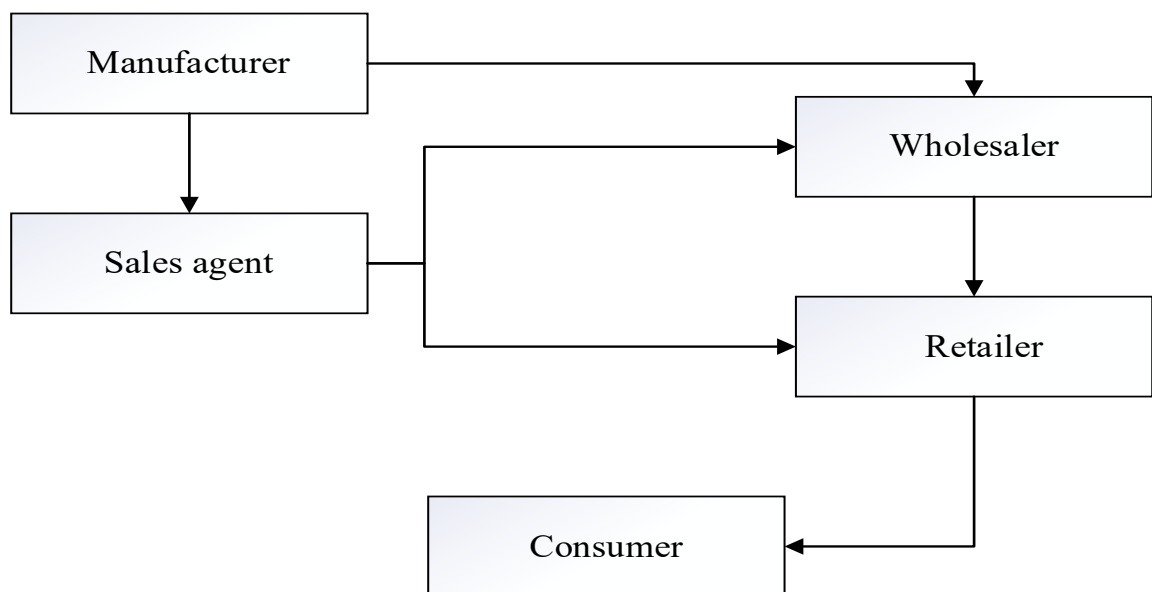 Manufacturer
Wholesaler
Sales agent
Retailer
Consumer